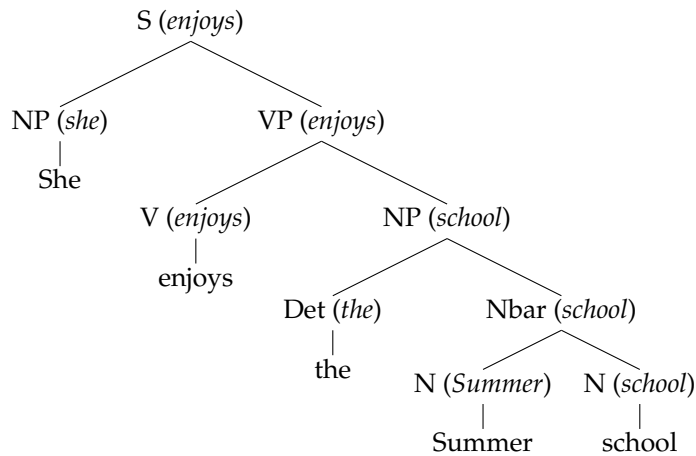 S (enjoys)
NP (she) VP (enjoys)
She
V (enjoys) NP (school)
enjoys
Det (the) Nbar (school)
the
N (Summer) N (school)
Summer school